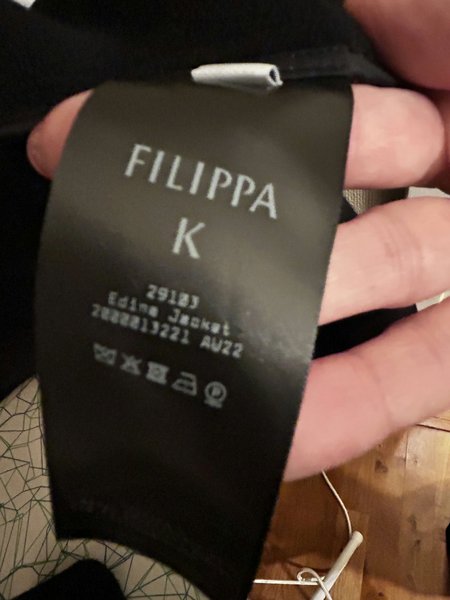 FILIPPA
K
29103
Edine Jacket
2000013221 AW22